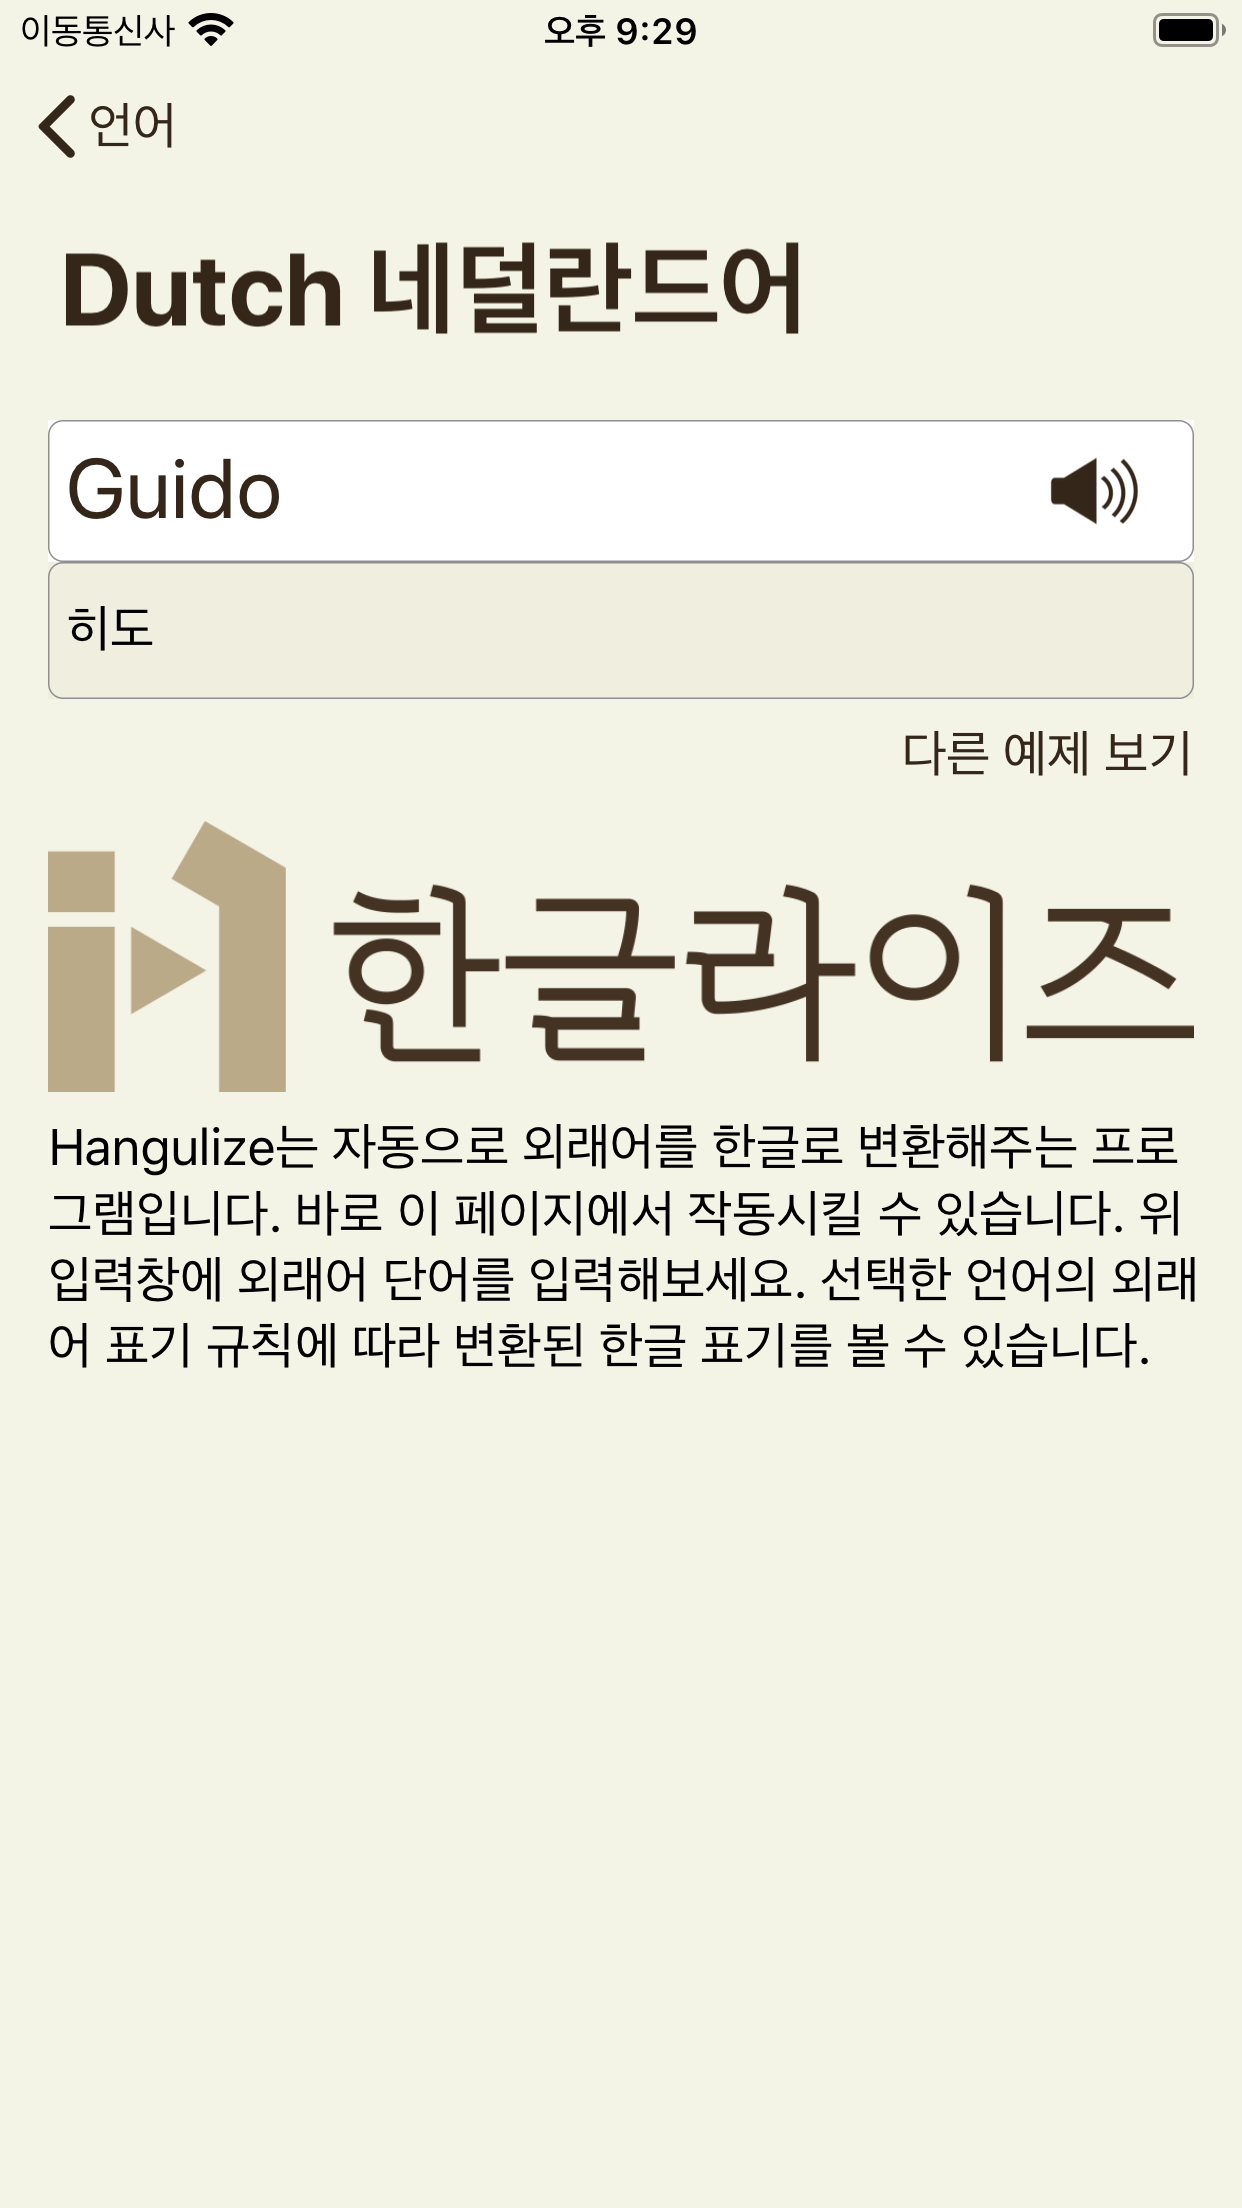 이동통신사 오후 9:29
언어
Dutch 네덜란드어
Guido
히도
다른 예제 보기
한글라이즈
Hangulize는 자동으로 외래어를 한글로 변환해주는 프로
그램입니다. 바로 이 페이지에서 작동시킬 수 있습니다. 위
입력창에 외래어 단어를 입력해보세요. 선택한 언어의 외래
어 표기 규칙에 따라 변환된 한글 표기를 볼 수 있습니다.